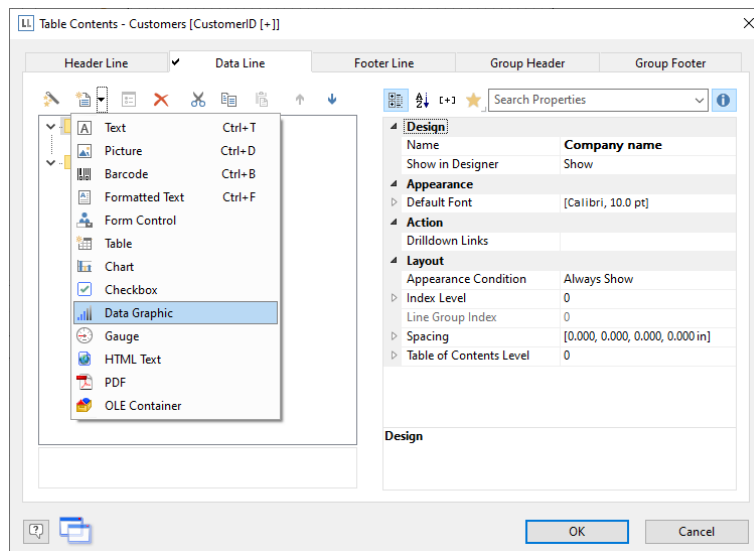 LL Table Contents - Customers [CustomerID [+]]
Header Line
Data Line
Footer Line
Group Header
Group Footer
Text Ctrl+T
Picture Ctrl+D
Barcode Ctrl+B
Formatted Text Ctrl+F
Form Control
Table
Chart
Checkbox
Data Graphic
Gauge
HTML Text
PDF
OLE Container
Search Properties
Design
Name Company name
Show in Designer Show
Appearance
Default Font [Calibri, 10.0 pt]
Action
Drilldown Links
Layout
Appearance Condition Always Show
Index Level 0
Line Group Index 0
Spacing [0.000, 0.000, 0.000, 0.000 in]
Table of Contents Level 0
Design
OK
Cancel